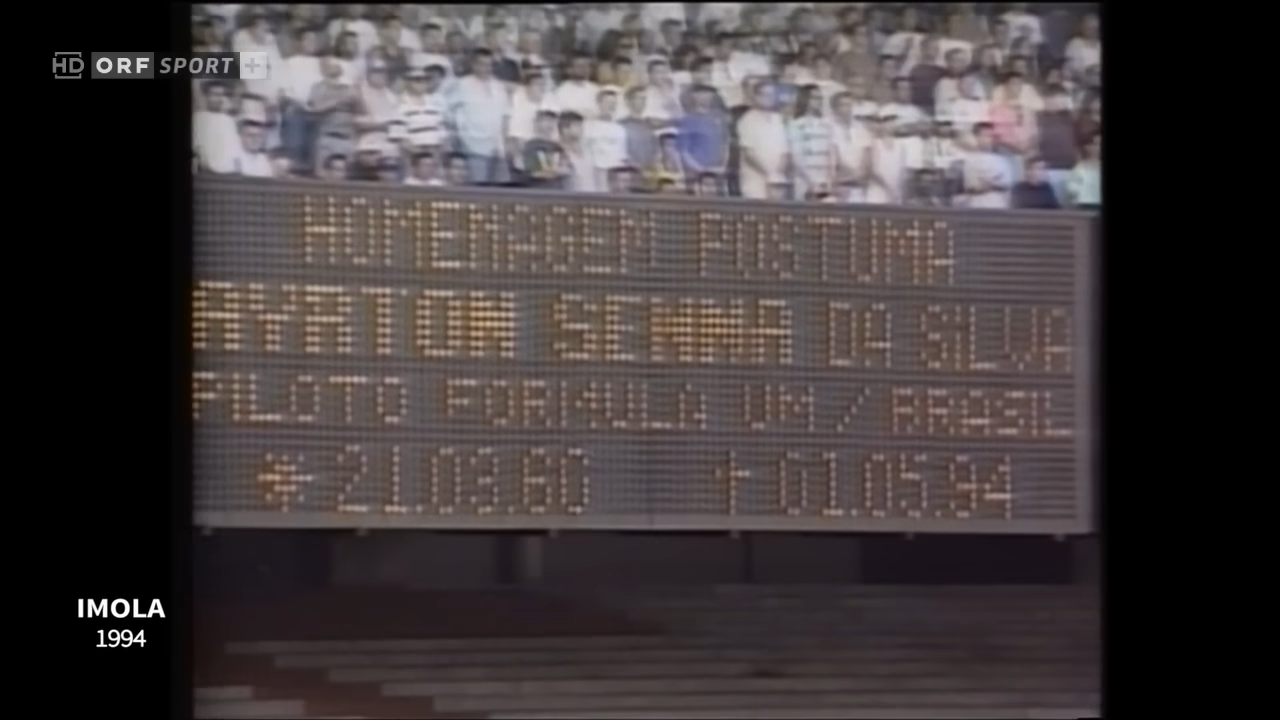 HD ORF SPORT +
HOMENAGEM POSTUMA
AYRTON SENNA DA SILVA
PILOTO FORMULA UM / BRASIL
* 21.03.60 † 01.05.94
IMOLA
1994